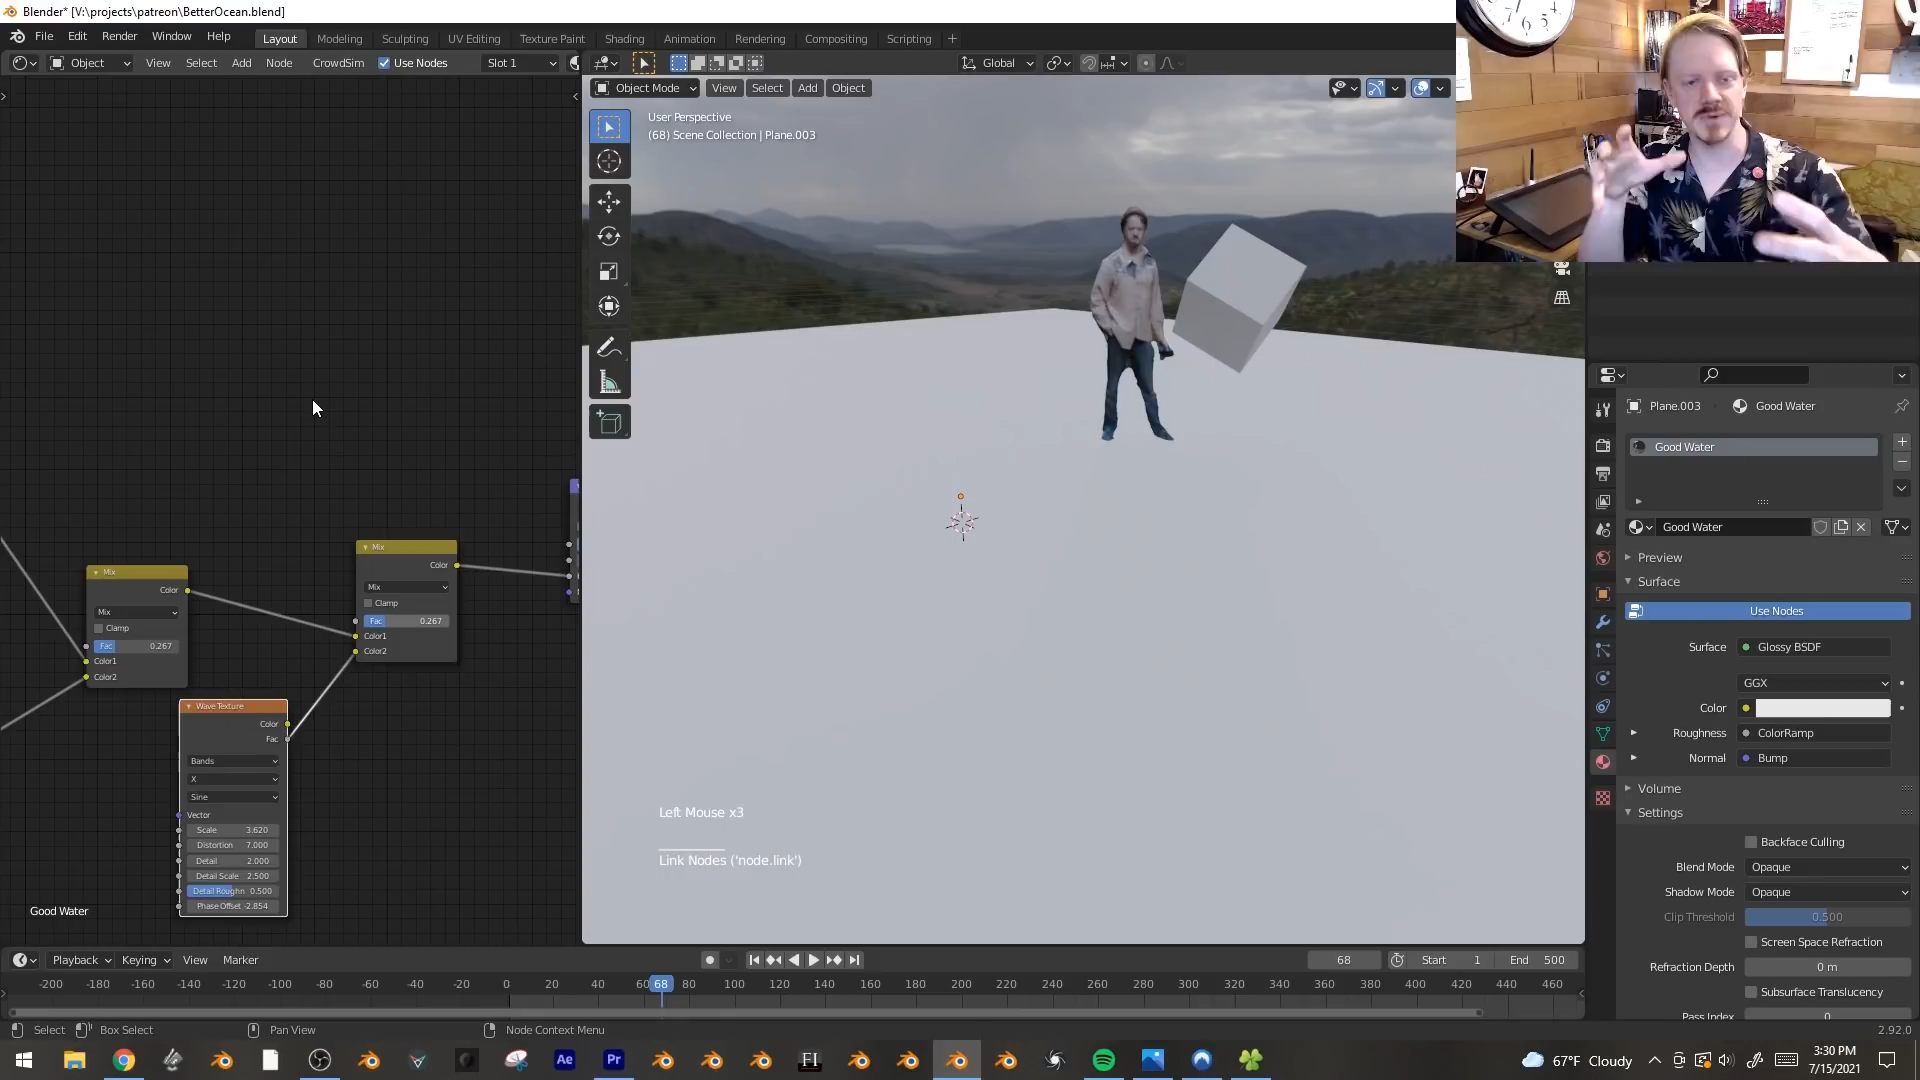 Blender* [V:\projects\patreon\BetterOcean.blend]
File Edit Render Window Help
Layout Modeling Sculpting UV Editing Texture Paint Shading Animation Rendering Compositing Scripting +
Object View Select Add Node CrowdSim Use Nodes Slot 1
Global
Object Mode View Select Add Object
User Perspective
(68) Scene Collection | Plane.003
Mix
Color
Mix
Clamp
Fac 0.267
Color1
Color2
Mix
Color
Mix
Clamp
Fac 0.267
Color1
Color2
Wave Texture
Color
Fac
Bands
X
Sine
Vector
Scale 3.620
Distortion 7.000
Detail 2.000
Detail Scale 2.500
Detail Roughn 0.500
Phase Offset -2.854
Good Water
Left Mouse x3
Link Nodes ('node.link')
Plane.003 Good Water
Good Water
Good Water
Preview
Surface
Use Nodes
Surface Glossy BSDF
GGX
Color
Roughness ColorRamp
Normal Bump
Volume
Settings
Backface Culling
Blend Mode Opaque
Shadow Mode Opaque
Clip Threshold 0.500
Screen Space Refraction
Refraction Depth 0 m
Subsurface Translucency
Pass Index 0
Playback Keying View Marker
68 Start 1 End 500
-200 -180 -160 -140 -120 -100 -80 -60 -40 -20 0 20 40 60 68 80 100 120 140 160 180 200 220 240 260 280 300 320 340 360 380 400 420 440 460
Select Box Select Pan View Node Context Menu 2.92.0
Ae Pr FI 67°F Cloudy 3:30 PM
7/15/2021